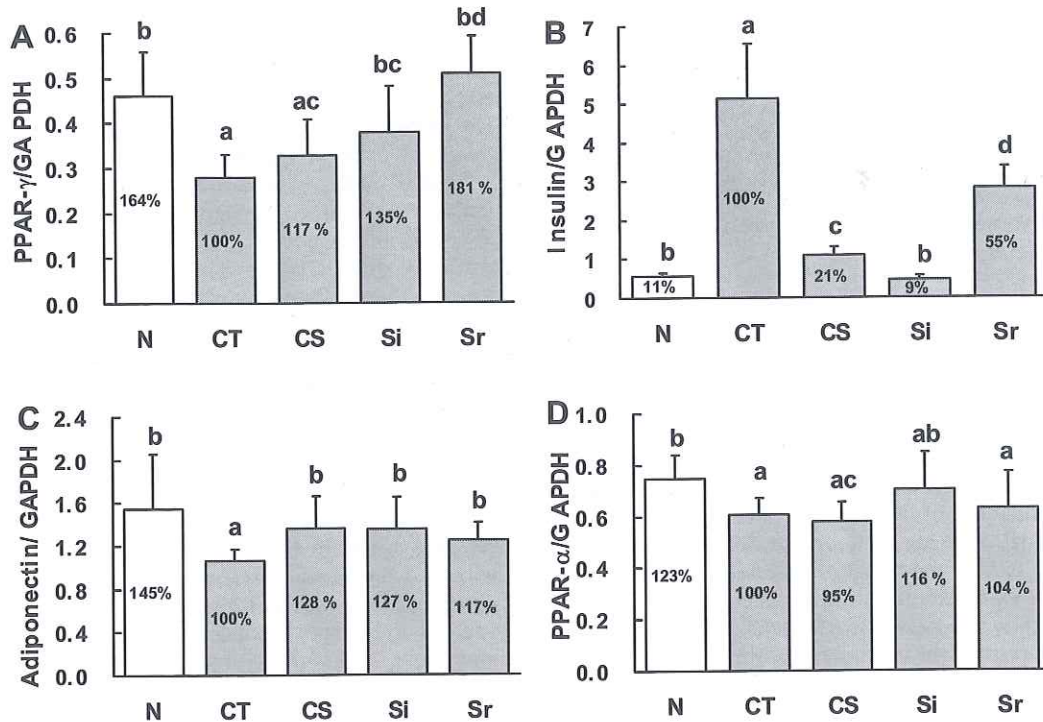 A
PPAR-γ/GA PDH
0.6
0.5
0.4
0.3
0.2
0.1
0.0
b
a
ac
bc
bd
164%
100%
117 %
135%
181 %
N CT CS Si Sr
B
Insulin/G APDH
7
6
5
4
3
2
1
0
b
a
c
b
d
11%
100%
21%
9%
55%
N CT CS Si Sr
C
Adiponectin/ GAPDH
2.4
2.0
1.6
1.2
0.8
0.4
0.0
b
a
b
b
b
145%
100%
128 %
127 %
117%
N CT CS Si Sr
D
PPAR-α/G APDH
1.0
0.8
0.6
0.4
0.2
0.0
b
a
ac
ab
a
123%
100%
95%
116 %
104 %
N CT CS Si Sr